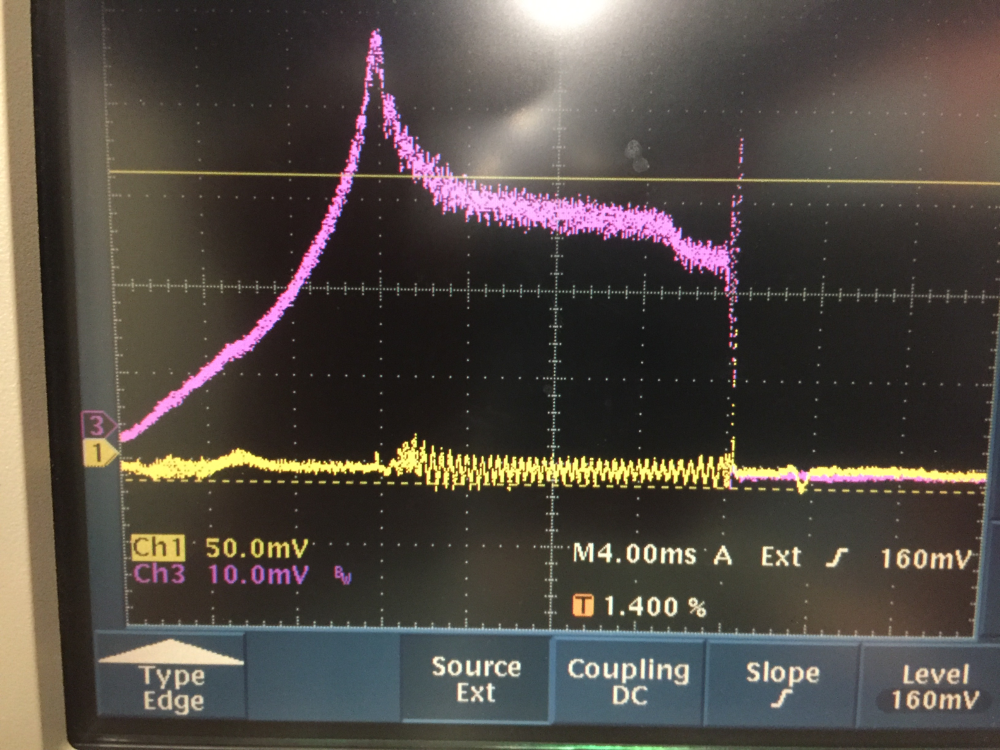 3
1
Ch1 50.0mV
Ch3 10.0mV BW
M4.00ms A Ext 160mV
T 1.400 %
Type
Edge
Source
Ext
Coupling
DC
Slope
Level
160mV